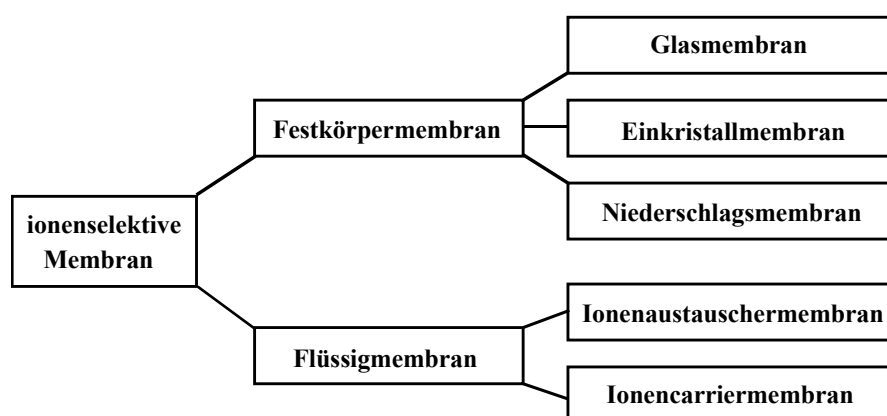 Glasmembran
Festkörpermembran
Einkristallmembran
Niederschlagsmembran
ionenselektive
Membran
Ionenaustauschermembran
Flüssigmembran
Ionencarriermembran